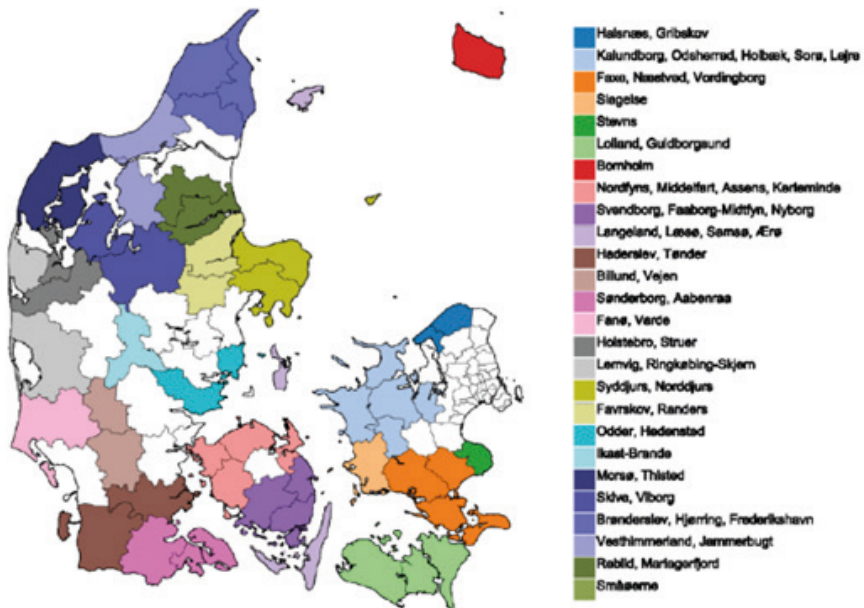 Halsnæs, Gribskov
Kalundborg, Odsherred, Holbæk, Sorø, Lejre
Faxe, Næstved, Vordingborg
Slagelse
Stevns
Lolland, Guldborgsund
Bornholm
Nordfyns, Middelfart, Assens, Kerteminde
Svendborg, Faaborg-Midtfyn, Nyborg
Langeland, Læsø, Samsø, Ærø
Haderslev, Tønder
Billund, Vejen
Sønderborg, Aabenraa
Fanø, Varde
Holstebro, Struer
Lemvig, Ringkøbing-Skjern
Syddjurs, Norddjurs
Favrskov, Randers
Odder, Hedensted
Ikast-Brande
Morsø, Thisted
Skive, Viborg
Brønderslev, Hjørring, Frederikshavn
Vesthimmerland, Jammerbugt
Rebild, Mariagerfjord
Småøerne